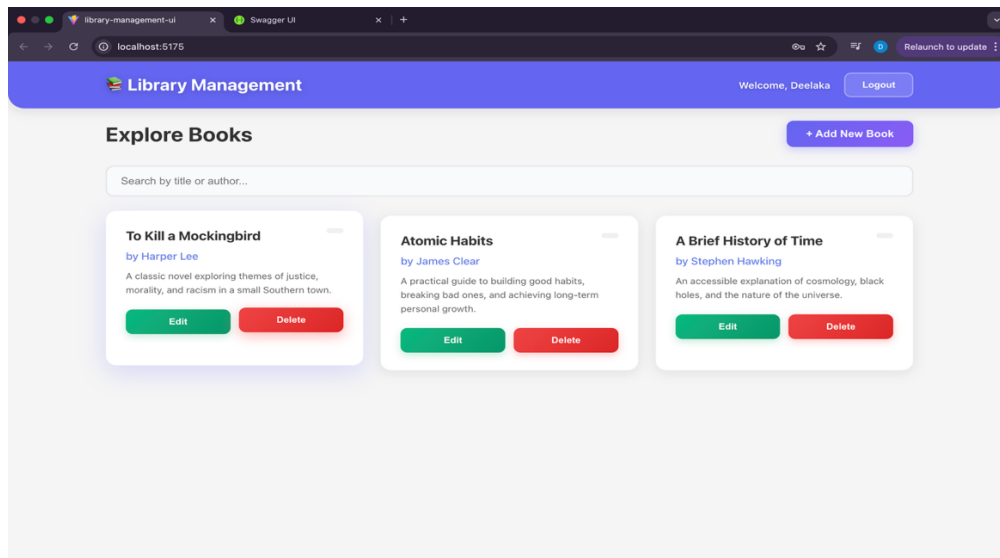 library-management-ui
Swagger UI
localhost:5175
D
Relaunch to update
Library Management
Welcome, Deelaka
Logout
Explore Books
+ Add New Book
Search by title or author...
To Kill a Mockingbird
by Harper Lee
A classic novel exploring themes of justice,
morality, and racism in a small Southern town.
Edit
Delete
Atomic Habits
by James Clear
A practical guide to building good habits,
breaking bad ones, and achieving long-term
personal growth.
Edit
Delete
A Brief History of Time
by Stephen Hawking
An accessible explanation of cosmology, black
holes, and the nature of the universe.
Edit
Delete